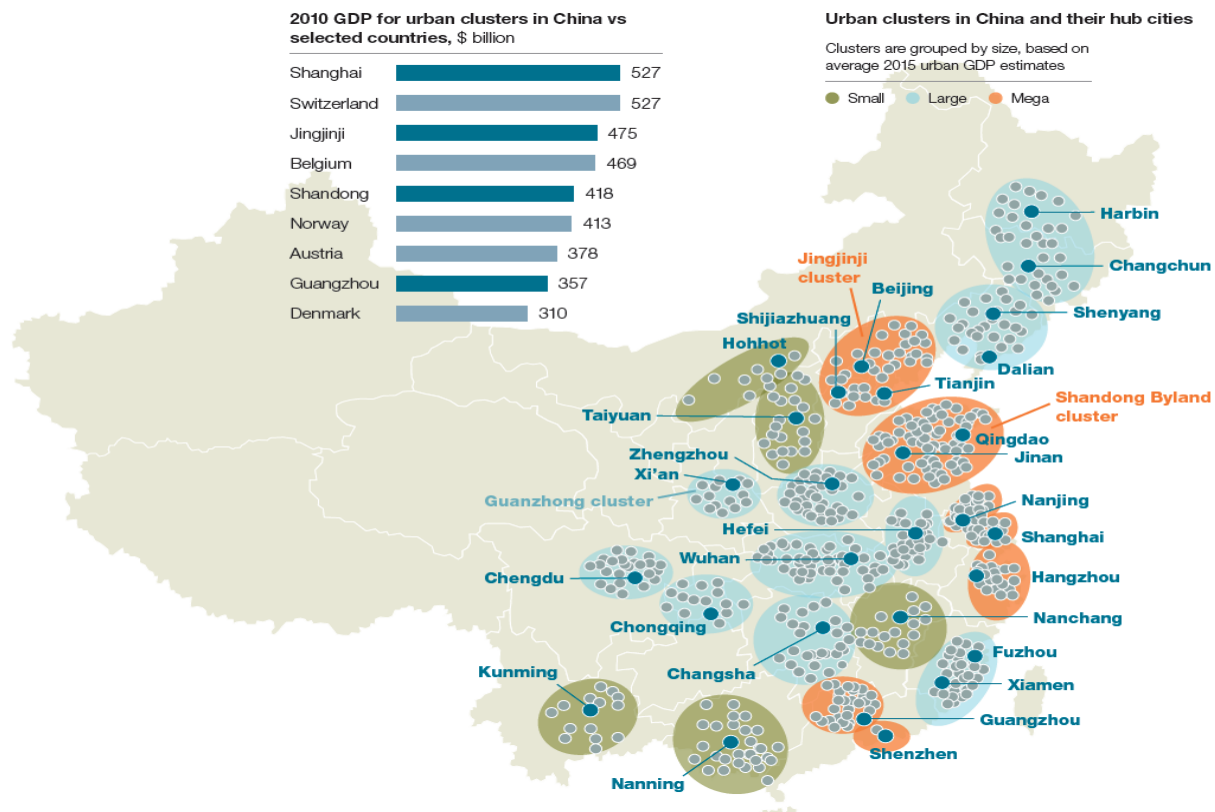 2010 GDP for urban clusters in China vs
selected countries, $ billion
Shanghai 527
Switzerland 527
Jingjinji 475
Belgium 469
Shandong 418
Norway 413
Austria 378
Guangzhou 357
Denmark 310
Urban clusters in China and their hub cities
Clusters are grouped by size, based on
average 2015 urban GDP estimates
Small
Large
Mega
Harbin
Changchun
Jingjinji
cluster
Beijing
Shenyang
Shijiazhuang
Hohhot
Dalian
Tianjin
Shandong Byland
cluster
Taiyuan
Qingdao
Jinan
Zhengzhou
Xi'an
Guanzhong cluster
Nanjing
Hefei
Shanghai
Wuhan
Chengdu
Hangzhou
Chongqing
Nanchang
Fuzhou
Kunming
Changsha
Xiamen
Guangzhou
Shenzhen
Nanning